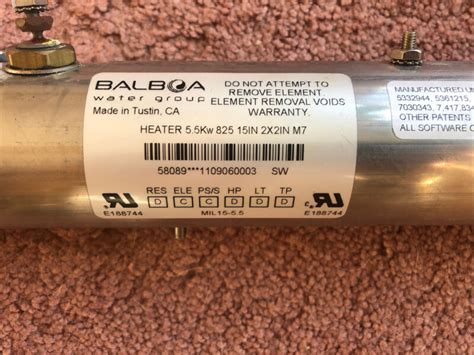 BALBOA
water group
Made in Tustin, CA
DO NOT ATTEMPT TO
REMOVE ELEMENT.
ELEMENT REMOVAL VOIDS
WARRANTY.
HEATER 5.5Kw 825 15IN 2X2IN M7
58089***1109060003 SW
RES ELE PS/S HP LT TP
D C C D D D
MIL15-5.5
E188744
E188744
MANUFACTURED UN
5332944, 5361215,
7030343, 7,417,834
OTHER PATENTS
ALL SOFTWARE C